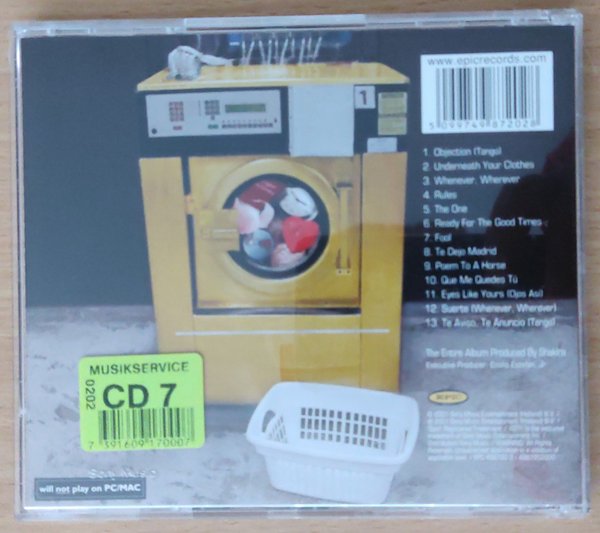 www.epicrecords.com
5 099749 872028
1
1. Objection (Tango)
2. Underneath Your Clothes
3. Whenever, Wherever
4. Rules
5. The One
6. Ready For The Good Times
7. Fool
8. Te Dejo Madrid
9. Poem To A Horse
10. Que Me Quedes Tú
11. Eyes Like Yours (Ojos Así)
12. Suerte (Whenever, Wherever)
13. Te Aviso, Te Anuncio (Tango)
The Entire Album Produced By Shakira
Executive Producer: Emilio Estefan, Jr
EPIC
MUSIKSERVICE
0202
CD 7
7 391609 170007
Sony Music
will not play on PC/MAC